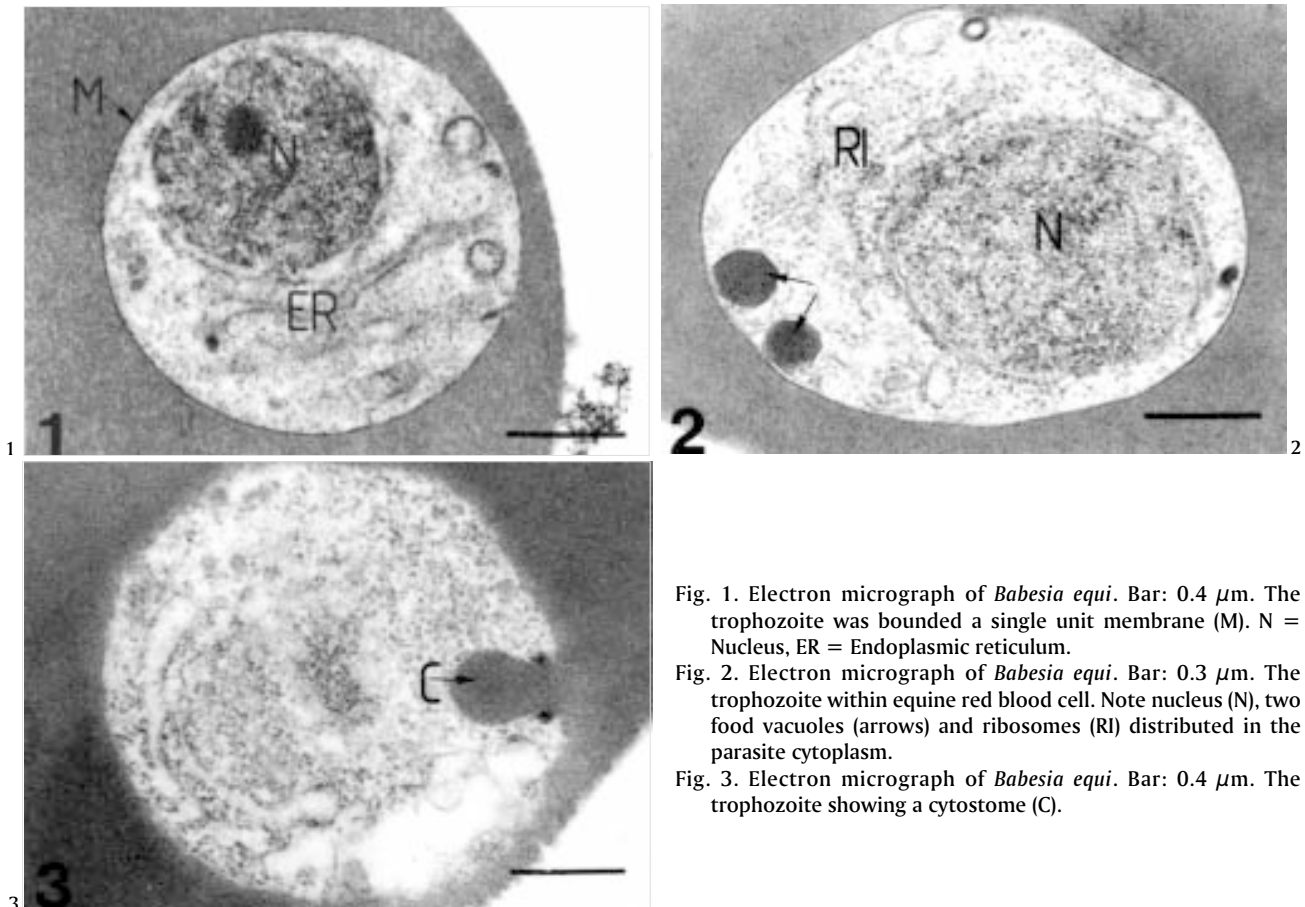 M
N
ER
1
1
RI
N
2
2
C
3
3
Fig. 1. Electron micrograph of Babesia equi. Bar: 0.4 μm. The
trophozoite was bounded a single unit membrane (M). N =
Nucleus, ER = Endoplasmic reticulum.
Fig. 2. Electron micrograph of Babesia equi. Bar: 0.3 μm. The
trophozoite within equine red blood cell. Note nucleus (N), two
food vacuoles (arrows) and ribosomes (RI) distributed in the
parasite cytoplasm.
Fig. 3. Electron micrograph of Babesia equi. Bar: 0.4 μm. The
trophozoite showing a cytostome (C).